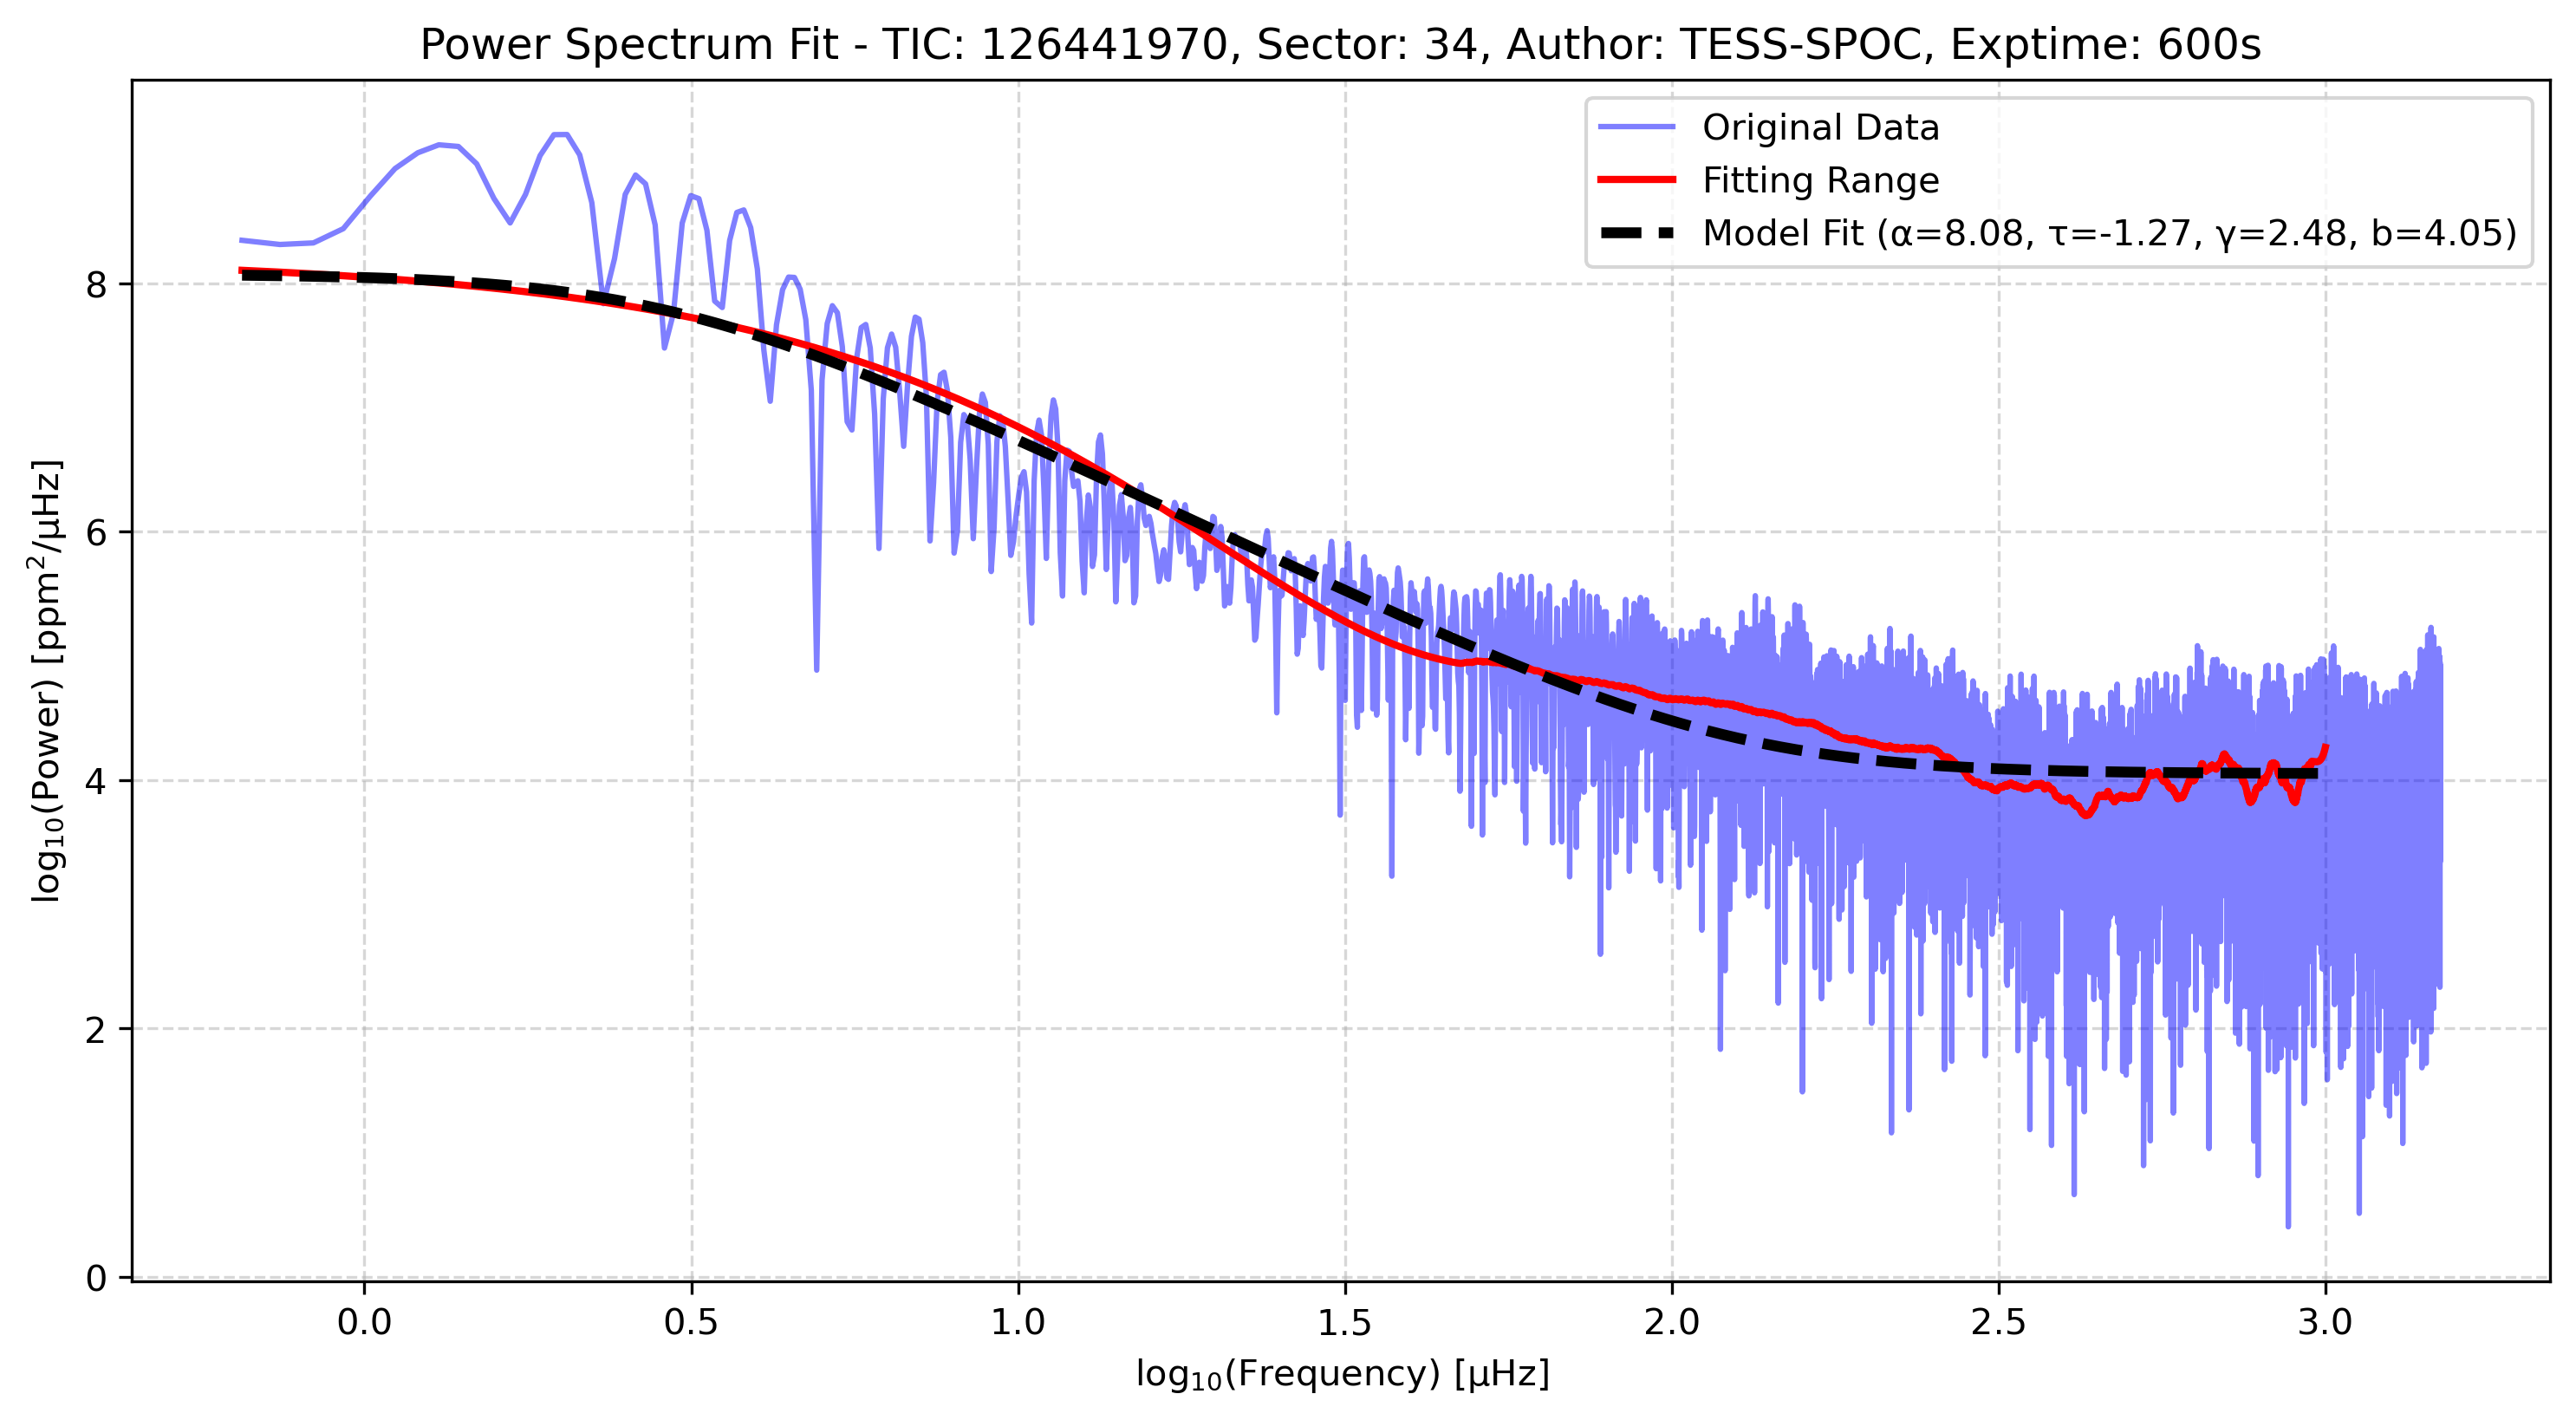 Power Spectrum Fit - TIC: 126441970, Sector: 34, Author: TESS-SPOC, Exptime: 600s
Original Data
Fitting Range
Model Fit (α=8.08, τ=-1.27, γ=2.48, b=4.05)
log₁₀(Power) [ppm²/μHz]
8
6
4
2
0
0.0 0.5 1.0 1.5 2.0 2.5 3.0
log₁₀(Frequency) [μHz]